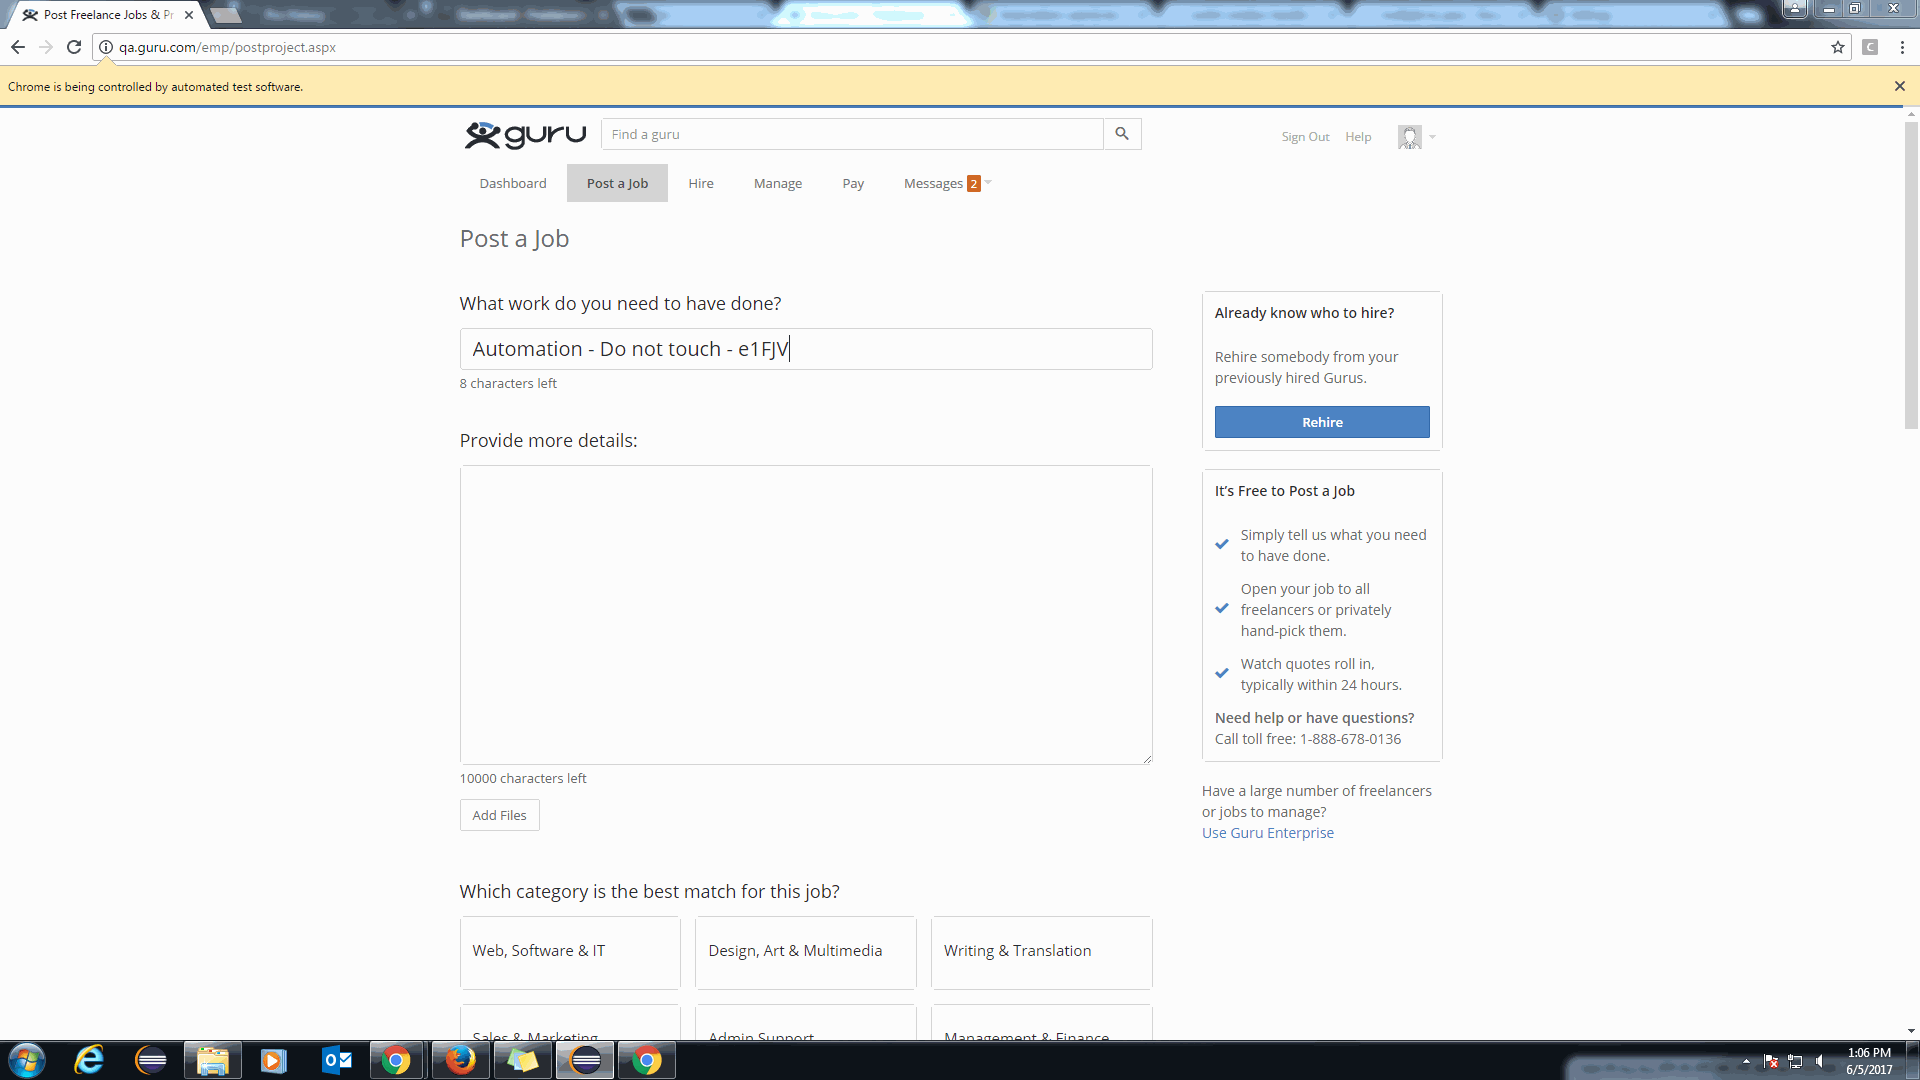 Post Freelance Jobs & Pr
qa.guru.com/emp/postproject.aspx
C
Chrome is being controlled by automated test software.
guru
Find a guru
Sign Out Help
Dashboard Post a Job Hire Manage Pay Messages 2
Post a Job
What work do you need to have done?
Automation - Do not touch - e1FJV
8 characters left
Provide more details:
10000 characters left
Add Files
Which category is the best match for this job?
Web, Software & IT
Design, Art & Multimedia
Writing & Translation
Sales & Marketing
Admin Support
Management & Finance
Already know who to hire?
Rehire somebody from your
previously hired Gurus.
Rehire
It's Free to Post a Job
Simply tell us what you need
to have done.
Open your job to all
freelancers or privately
hand-pick them.
Watch quotes roll in,
typically within 24 hours.
Need help or have questions?
Call toll free: 1-888-678-0136
Have a large number of freelancers
or jobs to manage?
Use Guru Enterprise
1:06 PM
6/5/2017